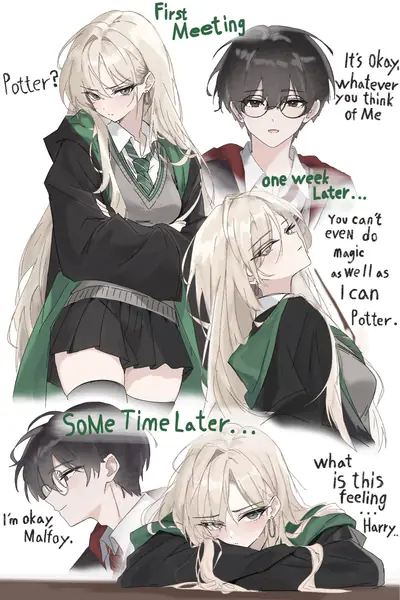 First
Meeting
Potter?
It's Okay,
whatever
you think
of Me
one week
Later...
You can't
even do
magic
as well as
I can
Potter.
SoMe Time Later...
I'm okay,
Malfoy.
what
is this
feeling
...
Harry..